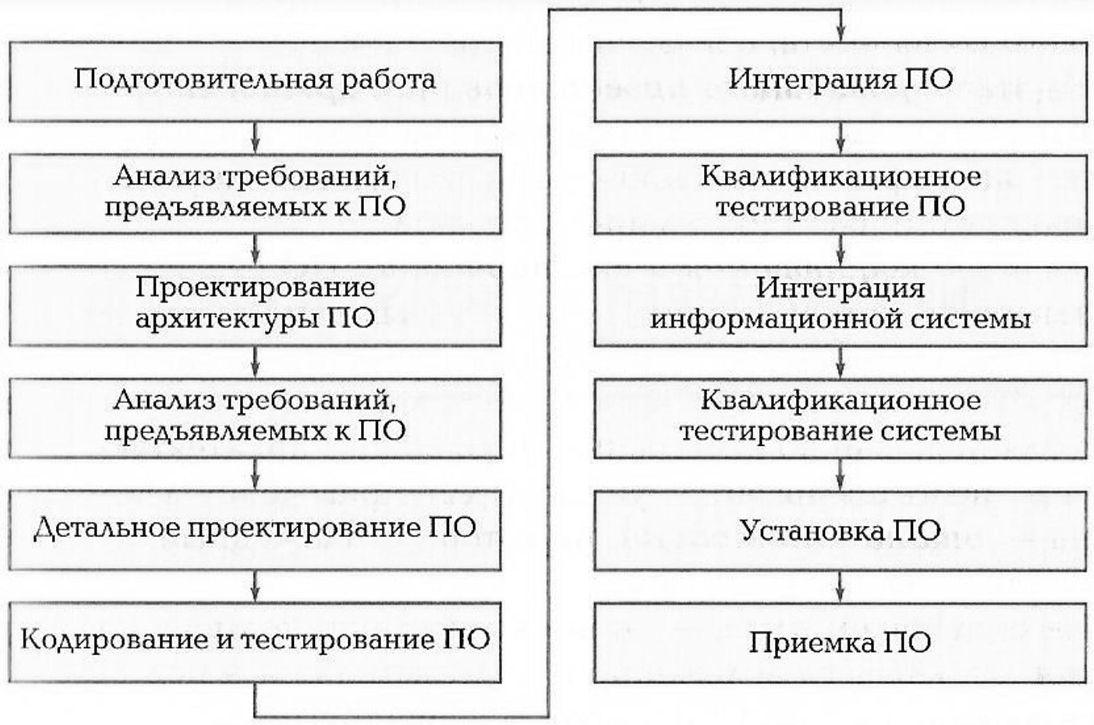 Подготовительная работа
Анализ требований,
предъявляемых к ПО
Проектирование
архитектуры ПО
Анализ требований,
предъявляемых к ПО
Детальное проектирование ПО
Кодирование и тестирование ПО
Интеграция ПО
Квалификационное
тестирование ПО
Интеграция
информационной системы
Квалификационное
тестирование системы
Установка ПО
Приемка ПО